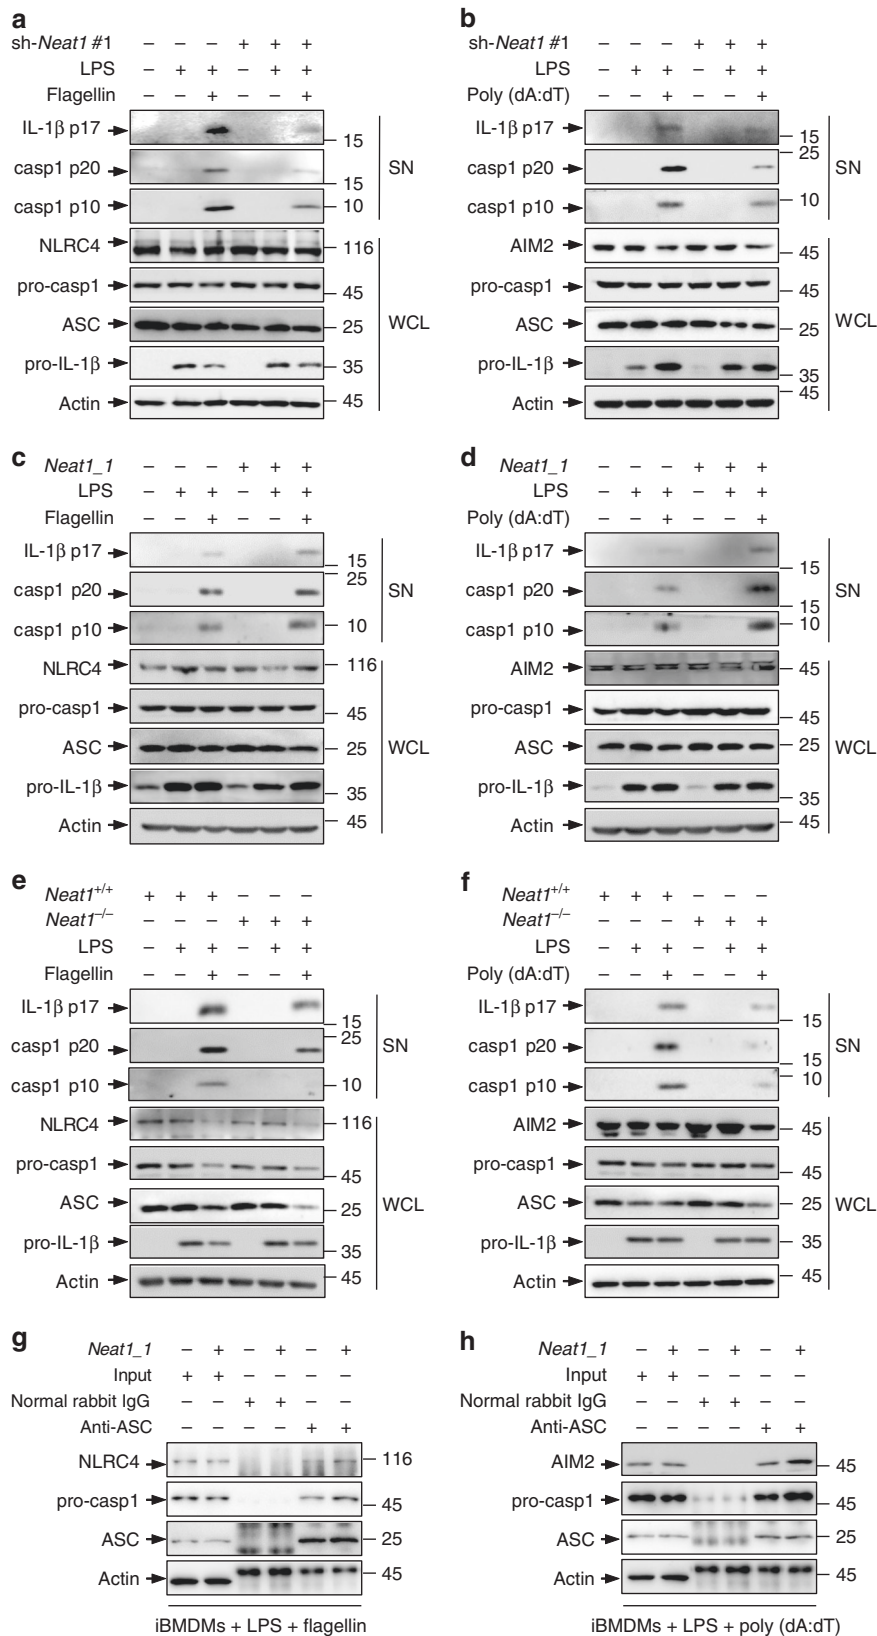 a
sh-Neat1 #1 – – – + + +
LPS – + + – + +
Flagellin – – + – – +
IL-1β p17 15
casp1 p20 15
casp1 p10 10
SN
NLRC4 116
pro-casp1 45
ASC 25
pro-IL-1β 35
Actin 45
WCL
b
sh-Neat1 #1 – – – + + +
LPS – + + – + +
Poly (dA:dT) – – + – – +
IL-1β p17 15
casp1 p20 25
casp1 p10 10
SN
AIM2 45
pro-casp1 45
ASC 25
pro-IL-1β 35
Actin 45
WCL
c
Neat1_1 – – – + + +
LPS – + + – + +
Flagellin – – + – – +
IL-1β p17 15
casp1 p20 25
casp1 p10 10
SN
NLRC4 116
pro-casp1 45
ASC 25
pro-IL-1β 35
Actin 45
WCL
d
Neat1_1 – – – + + +
LPS – + + – + +
Poly (dA:dT) – – + – – +
IL-1β p17 15
casp1 p20 15
casp1 p10 10
SN
AIM2 45
pro-casp1 45
ASC 25
pro-IL-1β 35
Actin 45
WCL
e
Neat1+/+ + + + – – –
Neat1–/– – – – + + +
LPS – + + – + +
Flagellin – – + – – +
IL-1β p17 15
casp1 p20 25
casp1 p10 10
SN
NLRC4 116
pro-casp1 45
ASC 25
pro-IL-1β 35
Actin 45
WCL
f
Neat1+/+ + + + – – –
Neat1–/– – – – + + +
LPS – + + – + +
Poly (dA:dT) – – + – – +
IL-1β p17 15
casp1 p20 15
casp1 p10 10
SN
AIM2 45
pro-casp1 45
ASC 25
pro-IL-1β 35
Actin 45
WCL
g
Neat1_1 – + – + – +
Input + + – – – –
Normal rabbit IgG – – + + – –
Anti-ASC – – – – + +
NLRC4 116
pro-casp1 45
ASC 25
Actin 45
iBMDMs + LPS + flagellin
h
Neat1_1 – + – + – +
Input + + – – – –
Normal rabbit IgG – – + + – –
Anti-ASC – – – – + +
AIM2 45
pro-casp1 45
ASC 25
Actin 45
iBMDMs + LPS + poly (dA:dT)